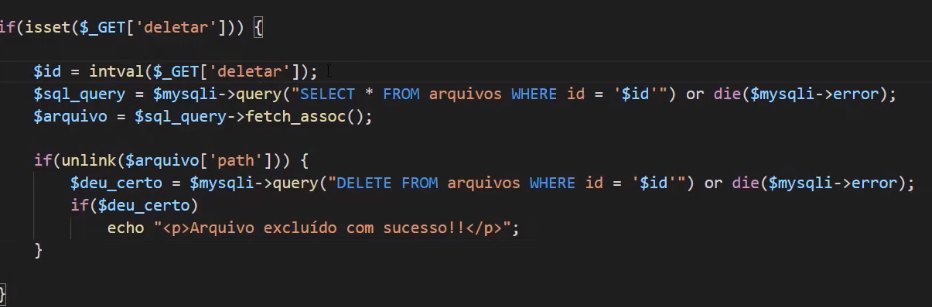 if(isset($_GET['deletar'])) {
$id = intval($_GET['deletar']);
$sql_query = $mysqli->query("SELECT * FROM arquivos WHERE id = '$id'") or die($mysqli->error);
$arquivo = $sql_query->fetch_assoc();
if(unlink($arquivo['path'])) {
$deu_certo = $mysqli->query("DELETE FROM arquivos WHERE id = '$id'") or die($mysqli->error);
if($deu_certo)
echo "<p>Arquivo excluído com sucesso!!</p>";
}
}